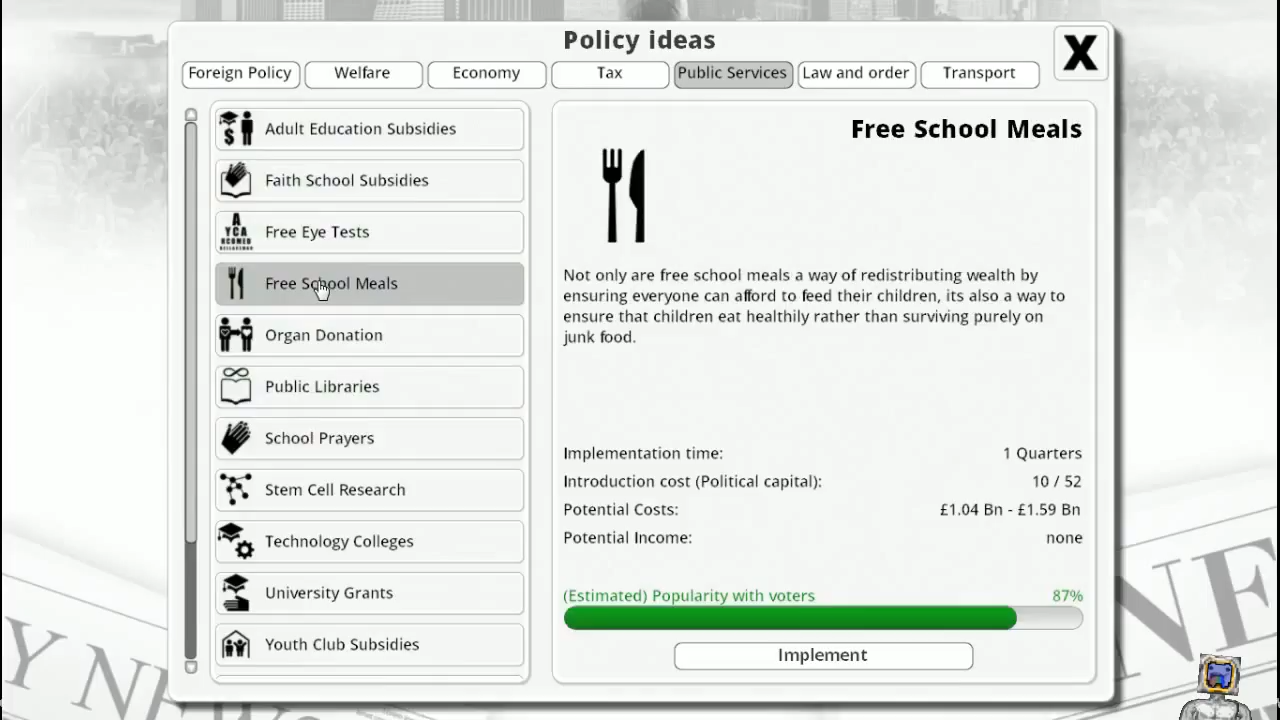 Policy ideas
X
Foreign Policy
Welfare
Economy
Tax
Public Services
Law and order
Transport
Adult Education Subsidies
Faith School Subsidies
Free Eye Tests
Free School Meals
Organ Donation
Public Libraries
School Prayers
Stem Cell Research
Technology Colleges
University Grants
Youth Club Subsidies
Free School Meals
Not only are free school meals a way of redistributing wealth by
ensuring everyone can afford to feed their children, its also a way to
ensure that children eat healthily rather than surviving purely on
junk food.
Implementation time: 1 Quarters
Introduction cost (Political capital): 10 / 52
Potential Costs: £1.04 Bn - £1.59 Bn
Potential Income: none
(Estimated) Popularity with voters 87%
Implement
Y NEW
NE